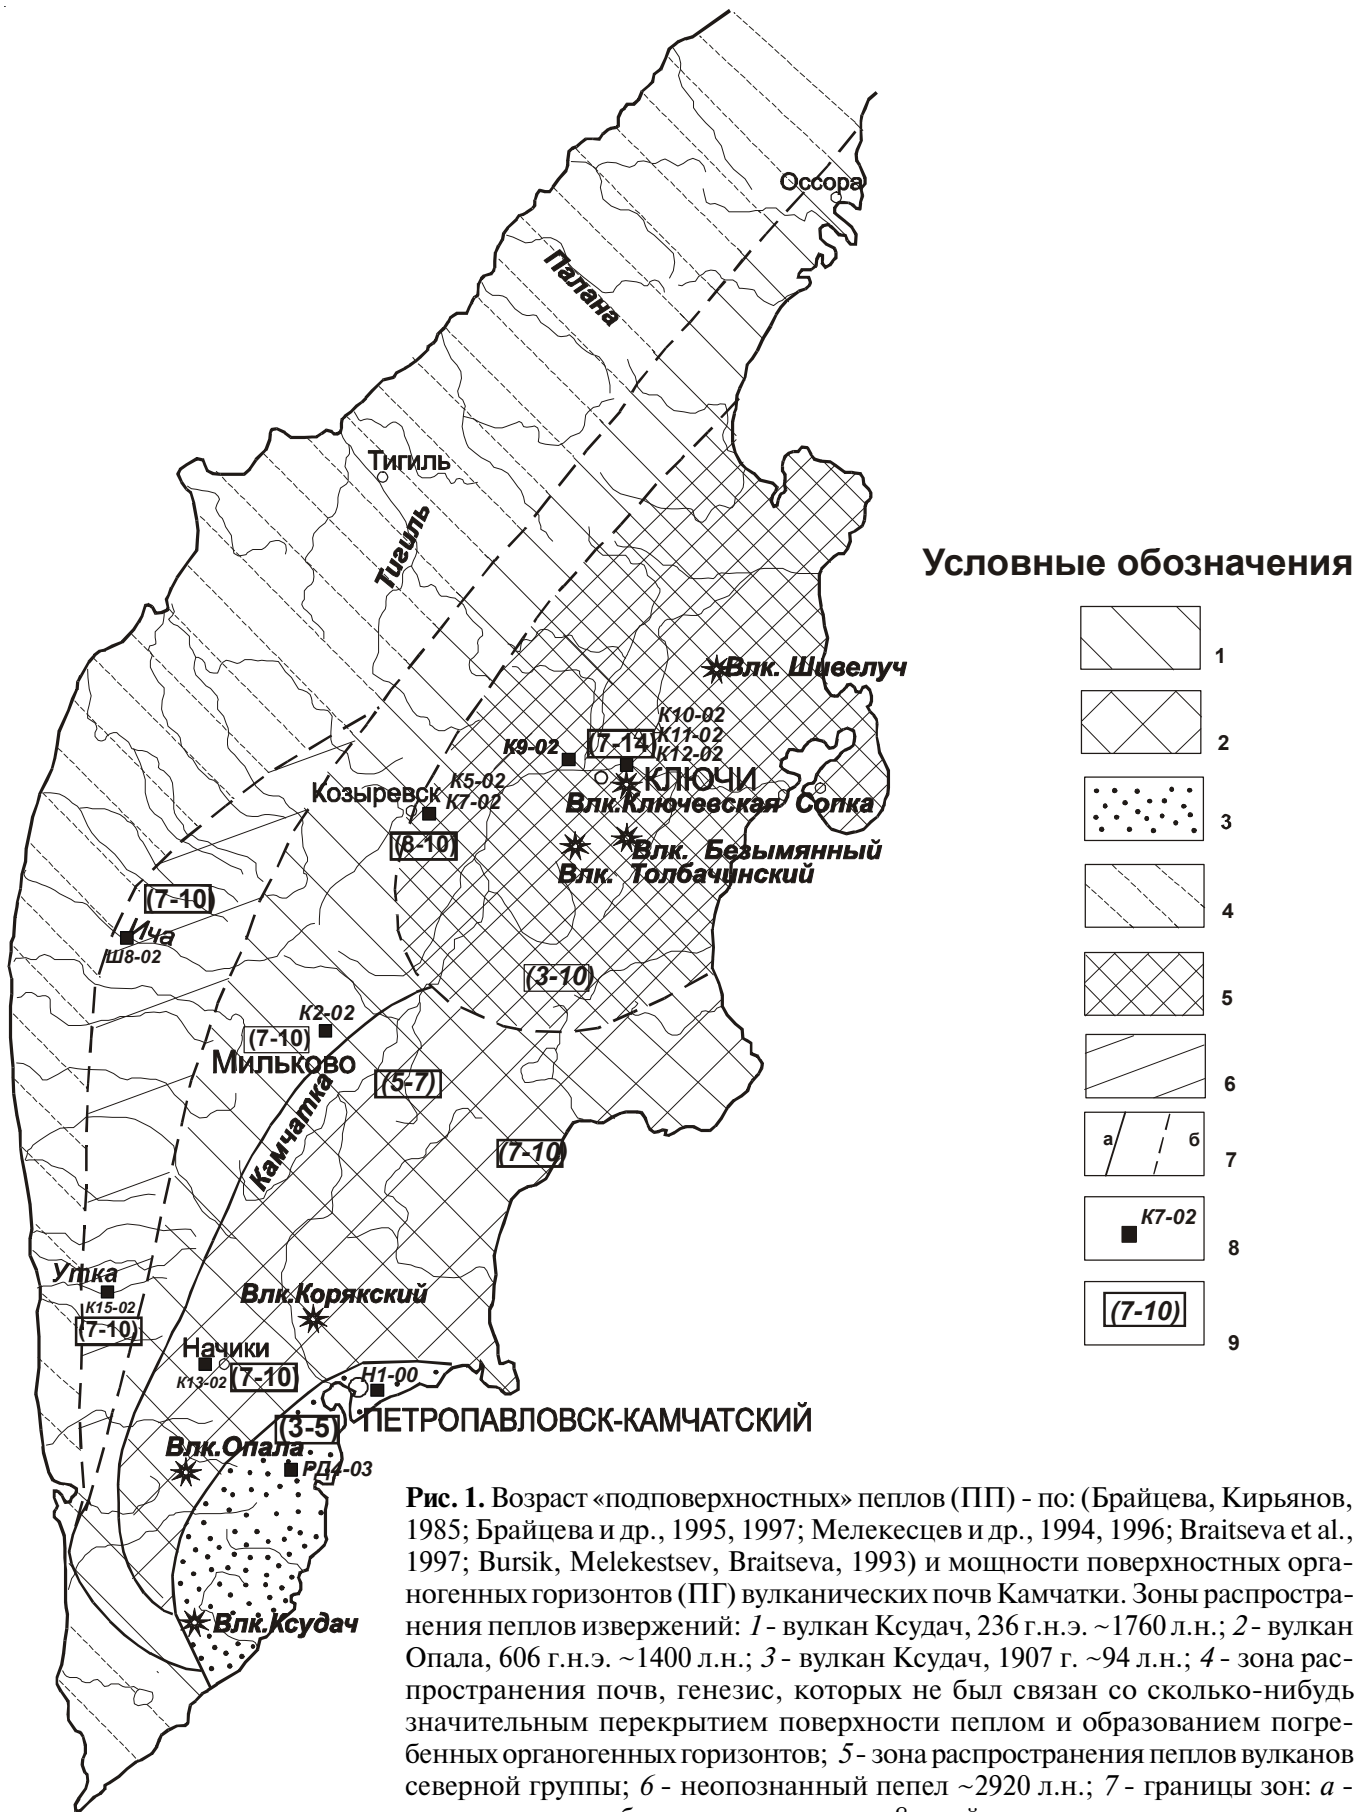 Оссора
Палана
Тигиль
Тигиль
Условные обозначения
1
2
3
4
5
6
а
б
7
К7-02
8
(7-10)
9
Влк. Шивелуч
К10-02
К11-02
К12-02
(7-14)
К9-02
КЛЮЧИ
Влк.Ключевская Сопка
Козыревск
К5-02
К7-02
(8-10)
Влк. Безымянный
Влк. Толбачинский
(7-10)
Ича
Ш8-02
(3-10)
К2-02
(7-10)
Мильково
(5-7)
Камчатка
(7-10)
Утка
К15-02
(7-10)
Влк.Корякский
Начики
К13-02
(7-10)
Н1-00
ПЕТРОПАВЛОВСК-КАМЧАТСКИЙ
(3-5)
Влк.Опала
РД4-03
Влк.Ксудач
Рис. 1. Возраст «подповерхностных» пеплов (ПП) - по: (Брайцева, Кирьянов,
1985; Брайцева и др., 1995, 1997; Мелекесцев и др., 1994, 1996; Braitseva et al.,
1997; Bursik, Melekestsev, Braitseva, 1993) и мощности поверхностных орга-
ногенных горизонтов (ПГ) вулканических почв Камчатки. Зоны распростра-
нения пеплов извержений: 1 - вулкан Ксудач, 236 г.н.э. ~1760 л.н.; 2 - вулкан
Опала, 606 г.н.э. ~1400 л.н.; 3 - вулкан Ксудач, 1907 г. ~94 л.н.; 4 - зона рас-
пространения почв, генезис, которых не был связан со сколько-нибудь
значительным перекрытием поверхности пеплом и образованием погре-
бенных органогенных горизонтов; 5 - зона распространения пеплов вулканов
северной группы; 6 - неопознанный пепел ~2920 л.н.; 7 - границы зон: а -